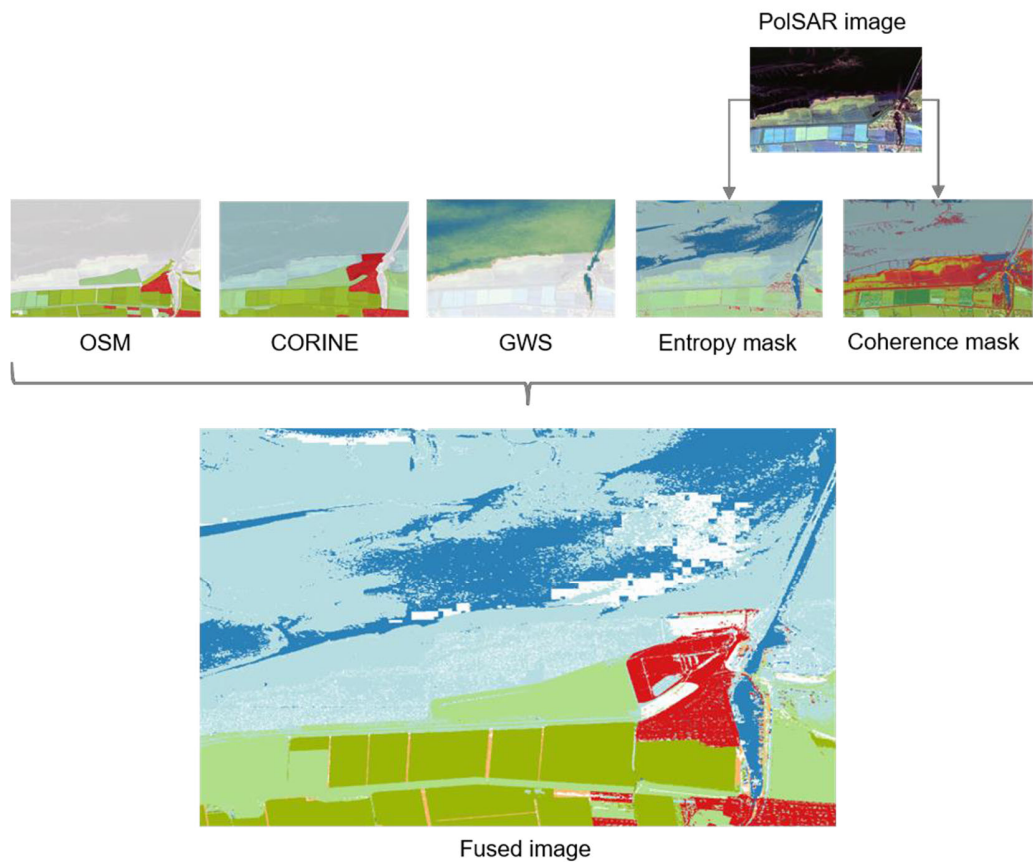 PolSAR image
OSM
CORINE
GWS
Entropy mask
Coherence mask
Fused image